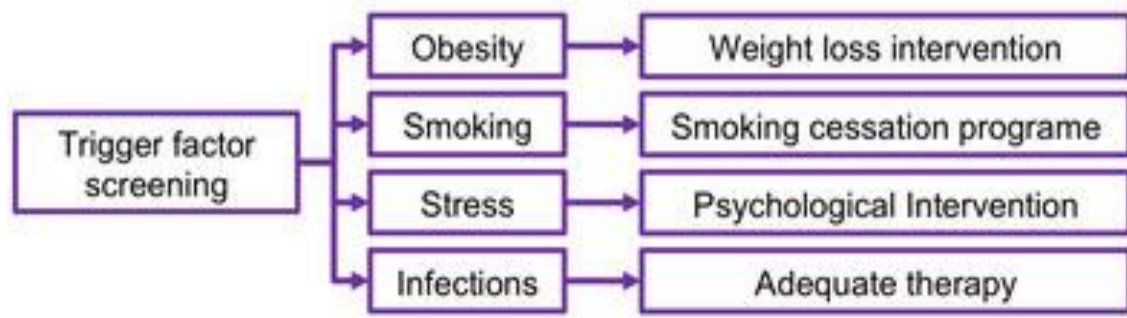 Trigger factor
screening
Obesity
Weight loss intervention
Smoking
Smoking cessation programe
Stress
Psychological Intervention
Infections
Adequate therapy